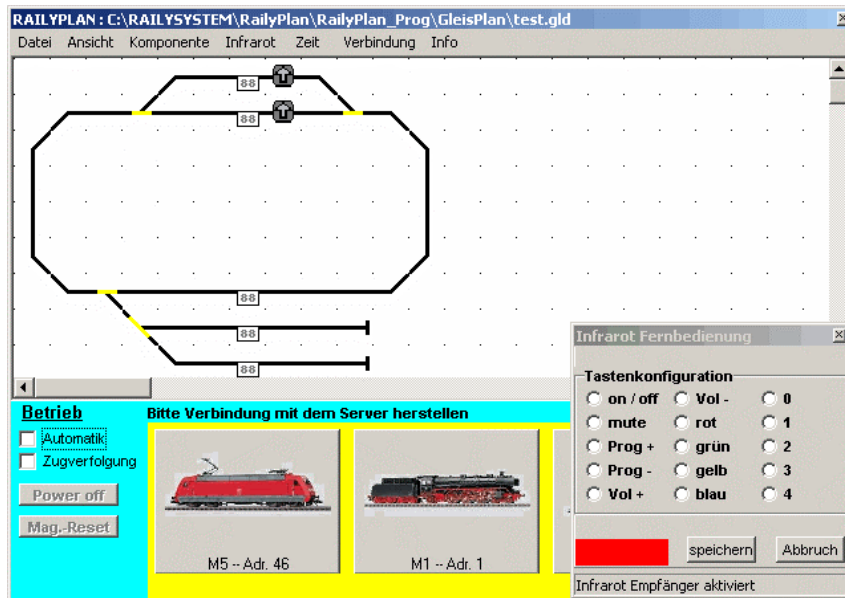 RAILYPLAN : C:\RAILYSYSTEM\RailyPlan\RailyPlan_Prog\GleisPlan\test.gld
Datei Ansicht Komponente Infrarot Zeit Verbindung Info
88
88
88
88
88
Infrarot Fernbedienung
Tastenkonfiguration
on / off Vol - 0
mute rot 1
Prog + grün 2
Prog - gelb 3
Vol + blau 4
speichern Abbruch
Infrarot Empfänger aktiviert
Betrieb
Automatik
Zugverfolgung
Power off
Mag.-Reset
Bitte Verbindung mit dem Server herstellen
M5 -- Adr. 46
M1 -- Adr. 1